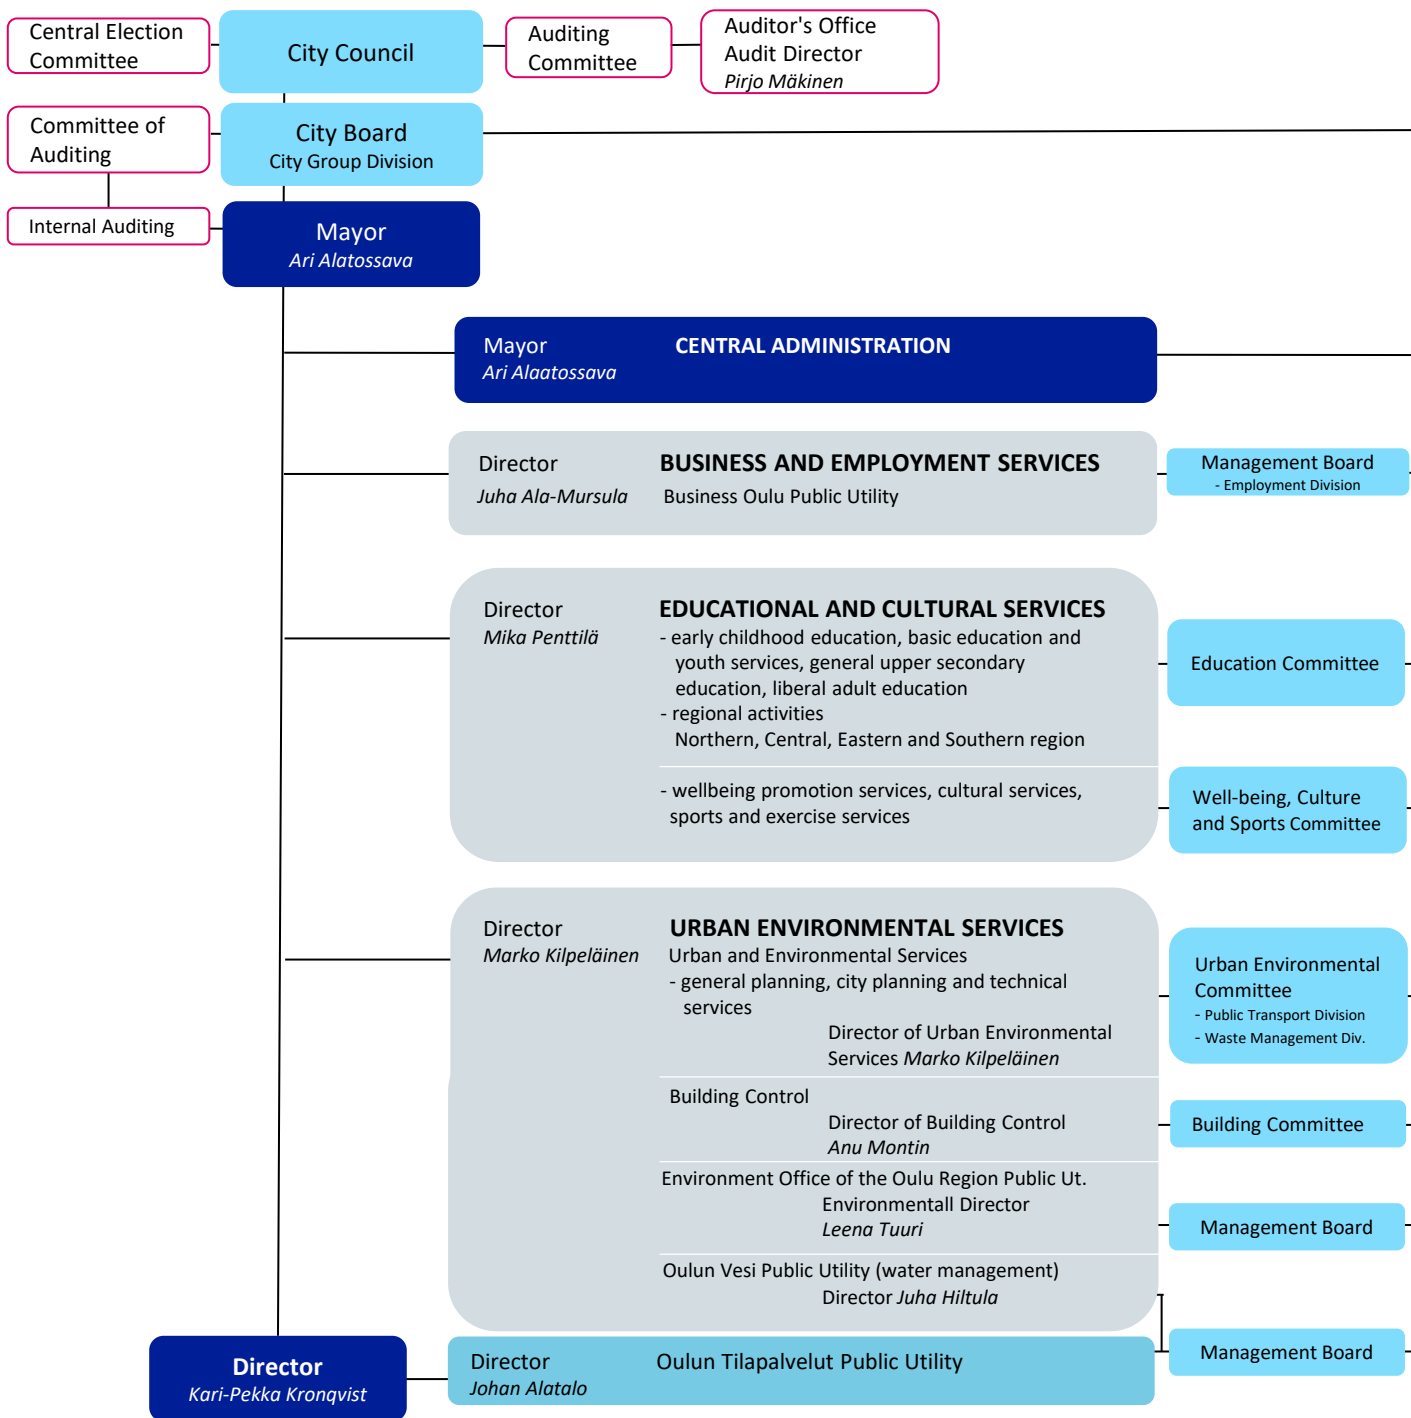 Central Election
Committee
City Council
Auditing
Committee
Auditor's Office
Audit Director
Pirjo Mäkinen
Committee of
Auditing
City Board
City Group Division
Internal Auditing
Mayor
Ari Alatossava
Mayor
CENTRAL ADMINISTRATION
Ari Alaatossava
Director
BUSINESS AND EMPLOYMENT SERVICES
Juha Ala-Mursula
Business Oulu Public Utility
Management Board
- Employment Division
Director
EDUCATIONAL AND CULTURAL SERVICES
Mika Penttilä
- early childhood education, basic education and
youth services, general upper secondary
education, liberal adult education
- regional activities
Northern, Central, Eastern and Southern region
Education Committee
- wellbeing promotion services, cultural services,
sports and exercise services
Well-being, Culture
and Sports Committee
Director
URBAN ENVIRONMENTAL SERVICES
Marko Kilpeläinen
Urban and Environmental Services
- general planning, city planning and technical
services
Director of Urban Environmental
Services Marko Kilpeläinen
Urban Environmental
Committee
- Public Transport Division
- Waste Management Div.
Building Control
Director of Building Control
Anu Montin
Building Committee
Environment Office of the Oulu Region Public Ut.
Environmentall Director
Leena Tuuri
Management Board
Oulun Vesi Public Utility (water management)
Director Juha Hiltula
Director
Kari-Pekka Kronqvist
Director
Oulun Tilapalvelut Public Utility
Johan Alatalo
Management Board